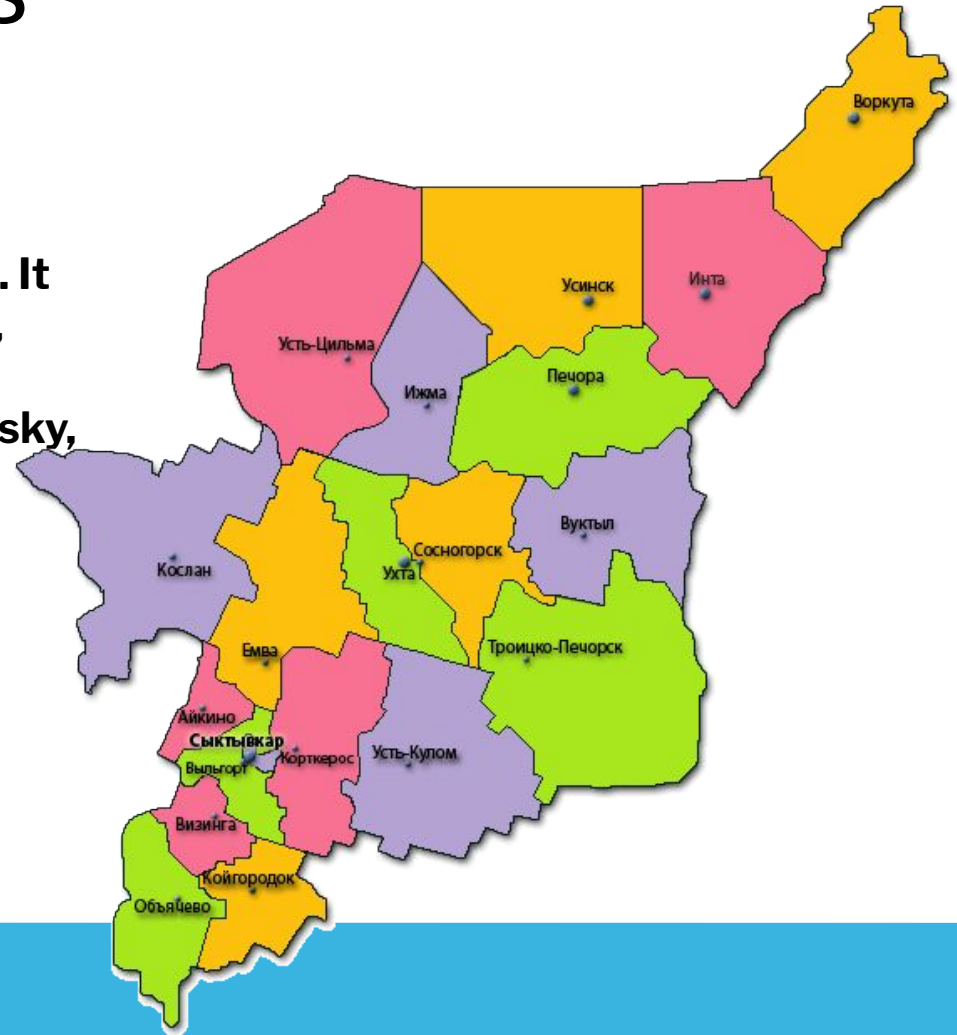 S
. It
,
sky,
Воркута
Усинск
Инта
Усть-Цильма
Печора
Ижма
Вуктыл
Сосногорск
Ухта
Кослан
Троицко-Печорск
Емва
Айкино
Сыктывкар
Усть-Кулом
Корткерос
Выльгорт
Визинга
Койгородок
Объячево